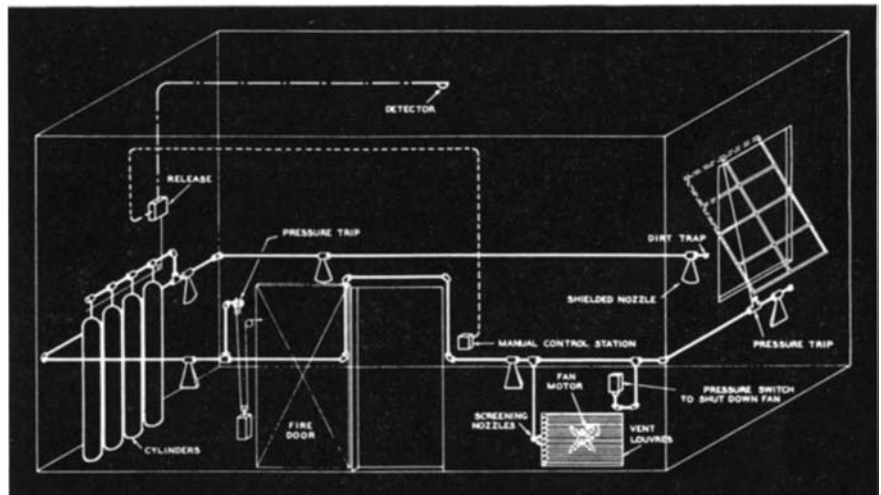 DETECTOR
RELEASE
PRESSURE TRIP
DIRT TRAP
SHIELDED NOZZLE
MANUAL CONTROL STATION
PRESSURE TRIP
FAN
MOTOR
PRESSURE SWITCH
TO SHUT DOWN FAN
SCREENING
NOZZLES
FIRE
DOOR
VENT
LOUVRES
CYLINDERS